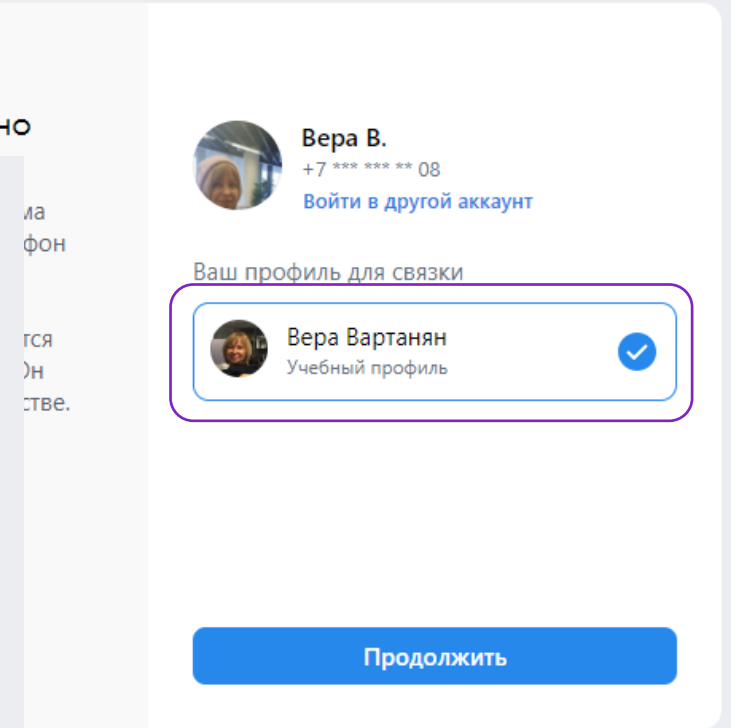 но
ма
фон
тся
Он
стве.
Вера В.
+7 *** *** ** 08
Войти в другой аккаунт
Ваш профиль для связки
Вера Вартанян
Учебный профиль
Продолжить